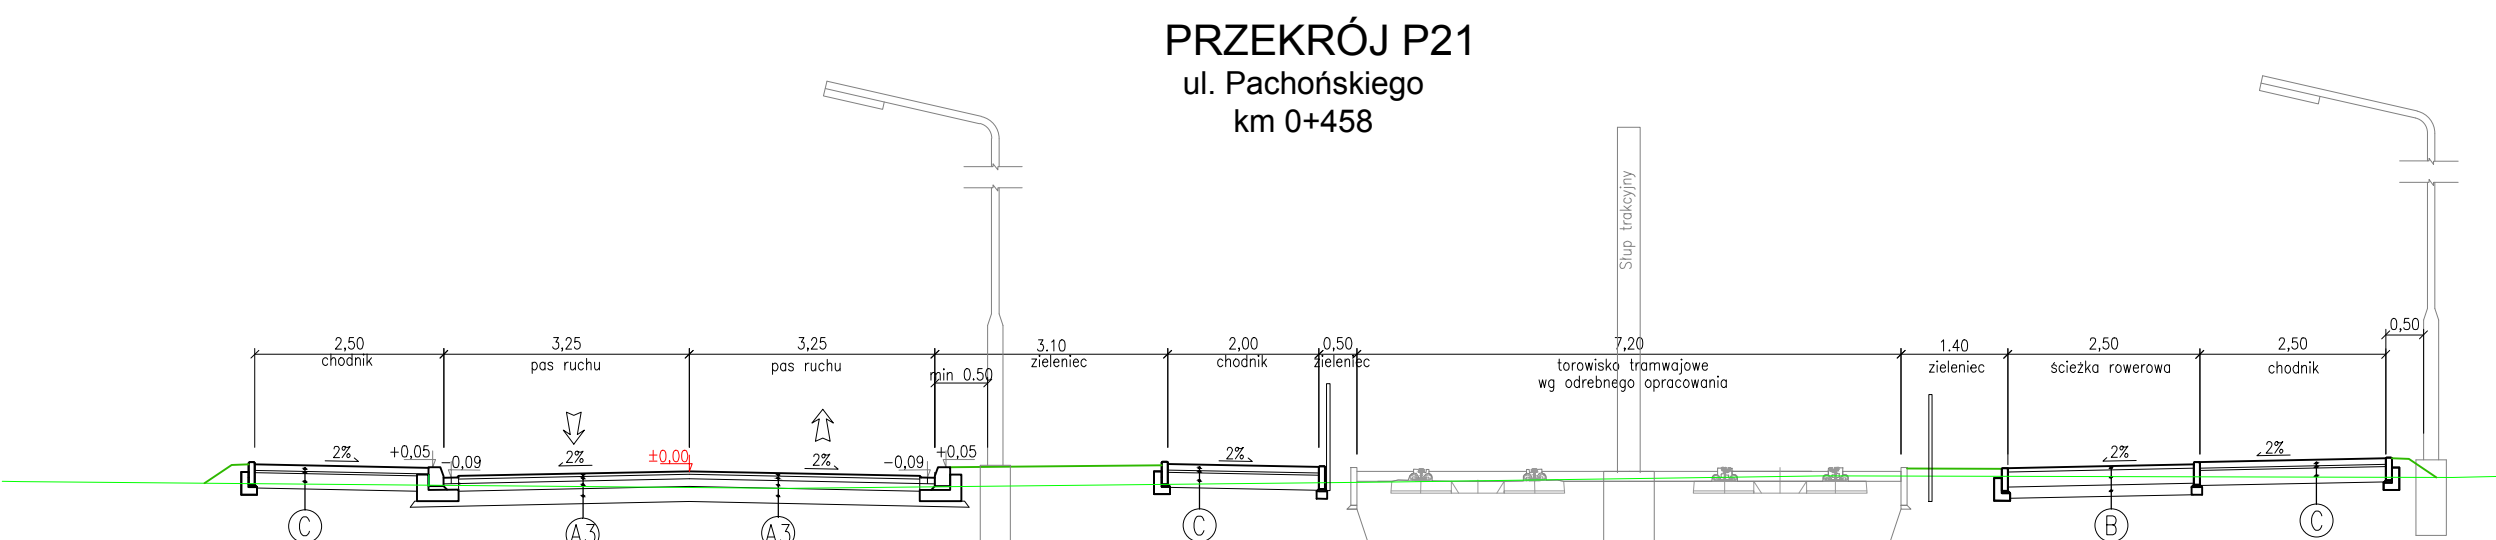 PRZEKRÓJ P21
ul. Pachońskiego
km 0+458
Słup trakcyjny
0,50
2,50
chodnik
3,25
pas ruchu
3,25
pas ruchu
3.10
zieleniec
min 0.50
2,00
chodnik
0,50
zieleniec
7,20
torowisko tramwajowe
wg odrebnego opracowania
1.40
zieleniec
2,50
ścieżka rowerowa
2,50
chodnik
2%
+0,05
-0,09
2%
±0,00
2%
-0,09
+0,05
2%
2%
2%
C
A3
A3
C
B
C